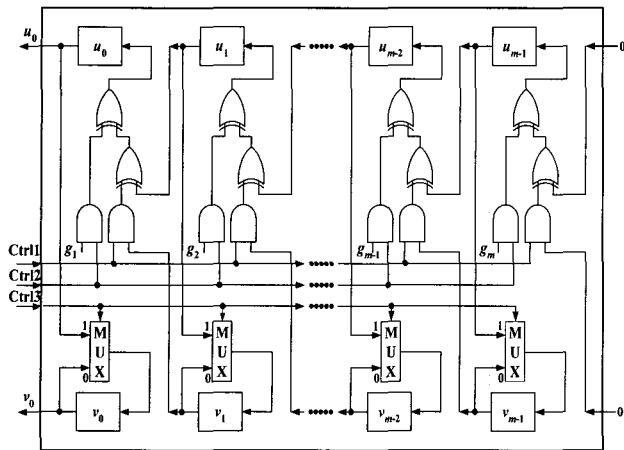 u0 u0 u1 ••••• um-2 um-1 0
g1 g2 gm-1 gm
Ctrl1 •••••
Ctrl2 •••••
Ctrl3 •••••
1 M U X 0 1 M U X 0 1 M U X 0 1 M U X 0
v0 v0 v1 ••••• vm-2 vm-1 0